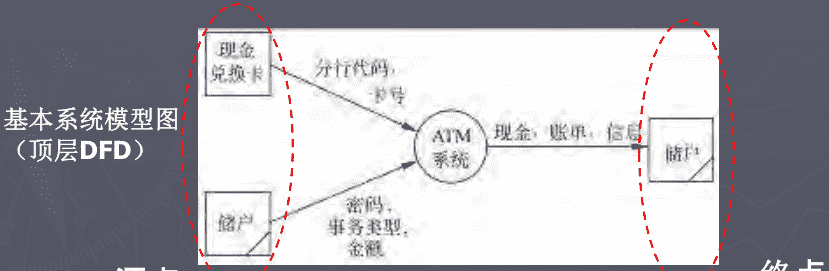 基本系统模型图
（顶层DFD）
现金
兑换卡
分行代码，
卡号
ATM
系统
现金，账单，信息
储户
储户
密码，
事务类型，
金额
终点